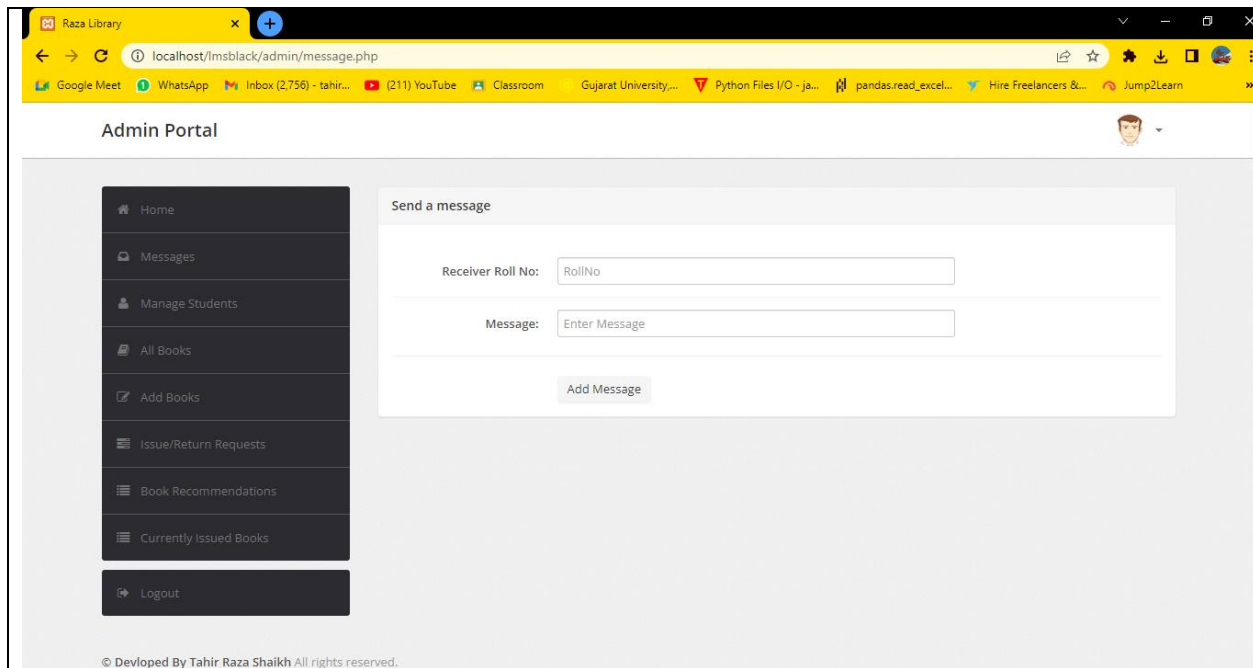 Raza Library
localhost/lmsblack/admin/message.php
Google Meet WhatsApp Inbox (2,756) - tahir... (211) YouTube Classroom Gujarat University,... Python Files I/O - ja... pandas.read_excel... Hire Freelancers &... Jump2Learn »
Admin Portal
Home
Messages
Manage Students
All Books
Add Books
Issue/Return Requests
Book Recommendations
Currently Issued Books
Logout
Send a message
Receiver Roll No: RollNo
Message: Enter Message
Add Message
© Devloped By Tahir Raza Shaikh All rights reserved.